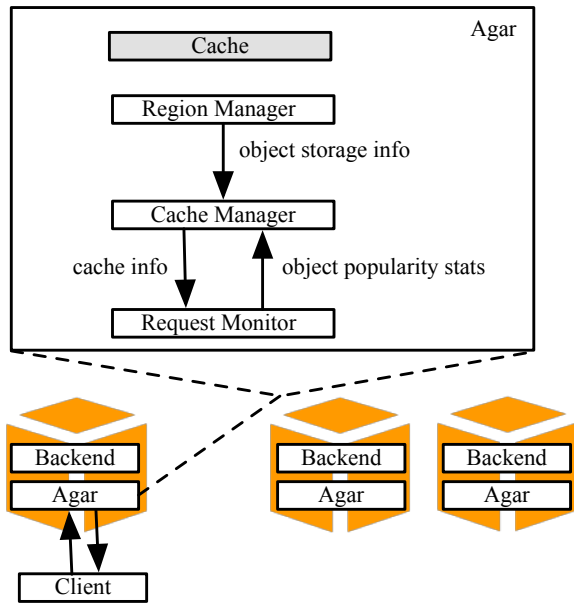 Agar
Cache
Region Manager
object storage info
Cache Manager
cache info
object popularity stats
Request Monitor
Backend
Agar
Backend
Agar
Backend
Agar
Client